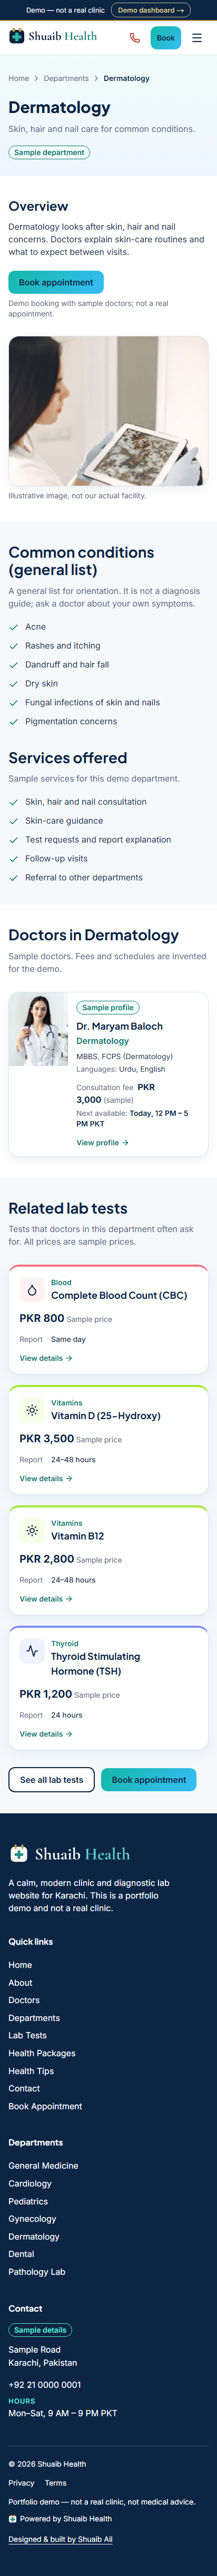 Demo — not a real clinic Demo dashboard →
Shuaib Health Book
Home > Departments > Dermatology
Dermatology
Skin, hair and nail care for common conditions.
Sample department
Overview
Dermatology looks after skin, hair and nail
concerns. Doctors explain skin-care routines and
what to expect between visits.
Book appointment
Demo booking with sample doctors; not a real
appointment.
Illustrative image, not our actual facility.
Common conditions
(general list)
A general list for orientation. It is not a diagnosis
guide; ask a doctor about your own symptoms.
Acne
Rashes and itching
Dandruff and hair fall
Dry skin
Fungal infections of skin and nails
Pigmentation concerns
Services offered
Sample services for this demo department.
Skin, hair and nail consultation
Skin-care guidance
Test requests and report explanation
Follow-up visits
Referral to other departments
Doctors in Dermatology
Sample doctors. Fees and schedules are invented
for the demo.
Sample profile
Dr. Maryam Baloch
Dermatology
MBBS, FCPS (Dermatology)
Languages: Urdu, English
Consultation fee PKR
3,000 (sample)
Next available: Today, 12 PM – 5
PM PKT
View profile →
Related lab tests
Tests that doctors in this department often ask
for. All prices are sample prices.
Blood
Complete Blood Count (CBC)
PKR 800 Sample price
Report Same day
View details →
Vitamins
Vitamin D (25-Hydroxy)
PKR 3,500 Sample price
Report 24–48 hours
View details →
Vitamins
Vitamin B12
PKR 2,800 Sample price
Report 24–48 hours
View details →
Thyroid
Thyroid Stimulating
Hormone (TSH)
PKR 1,200 Sample price
Report 24 hours
View details →
See all lab tests Book appointment
Shuaib Health
A calm, modern clinic and diagnostic lab
website for Karachi. This is a portfolio
demo and not a real clinic.
Quick links
Home
About
Doctors
Departments
Lab Tests
Health Packages
Health Tips
Contact
Book Appointment
Departments
General Medicine
Cardiology
Pediatrics
Gynecology
Dermatology
Dental
Pathology Lab
Contact
Sample details
Sample Road
Karachi, Pakistan
+92 21 0000 0001
HOURS
Mon–Sat, 9 AM – 9 PM PKT
© 2026 Shuaib Health
Privacy Terms
Portfolio demo — not a real clinic, not medical advice.
Powered by Shuaib Health
Designed & built by Shuaib Ali